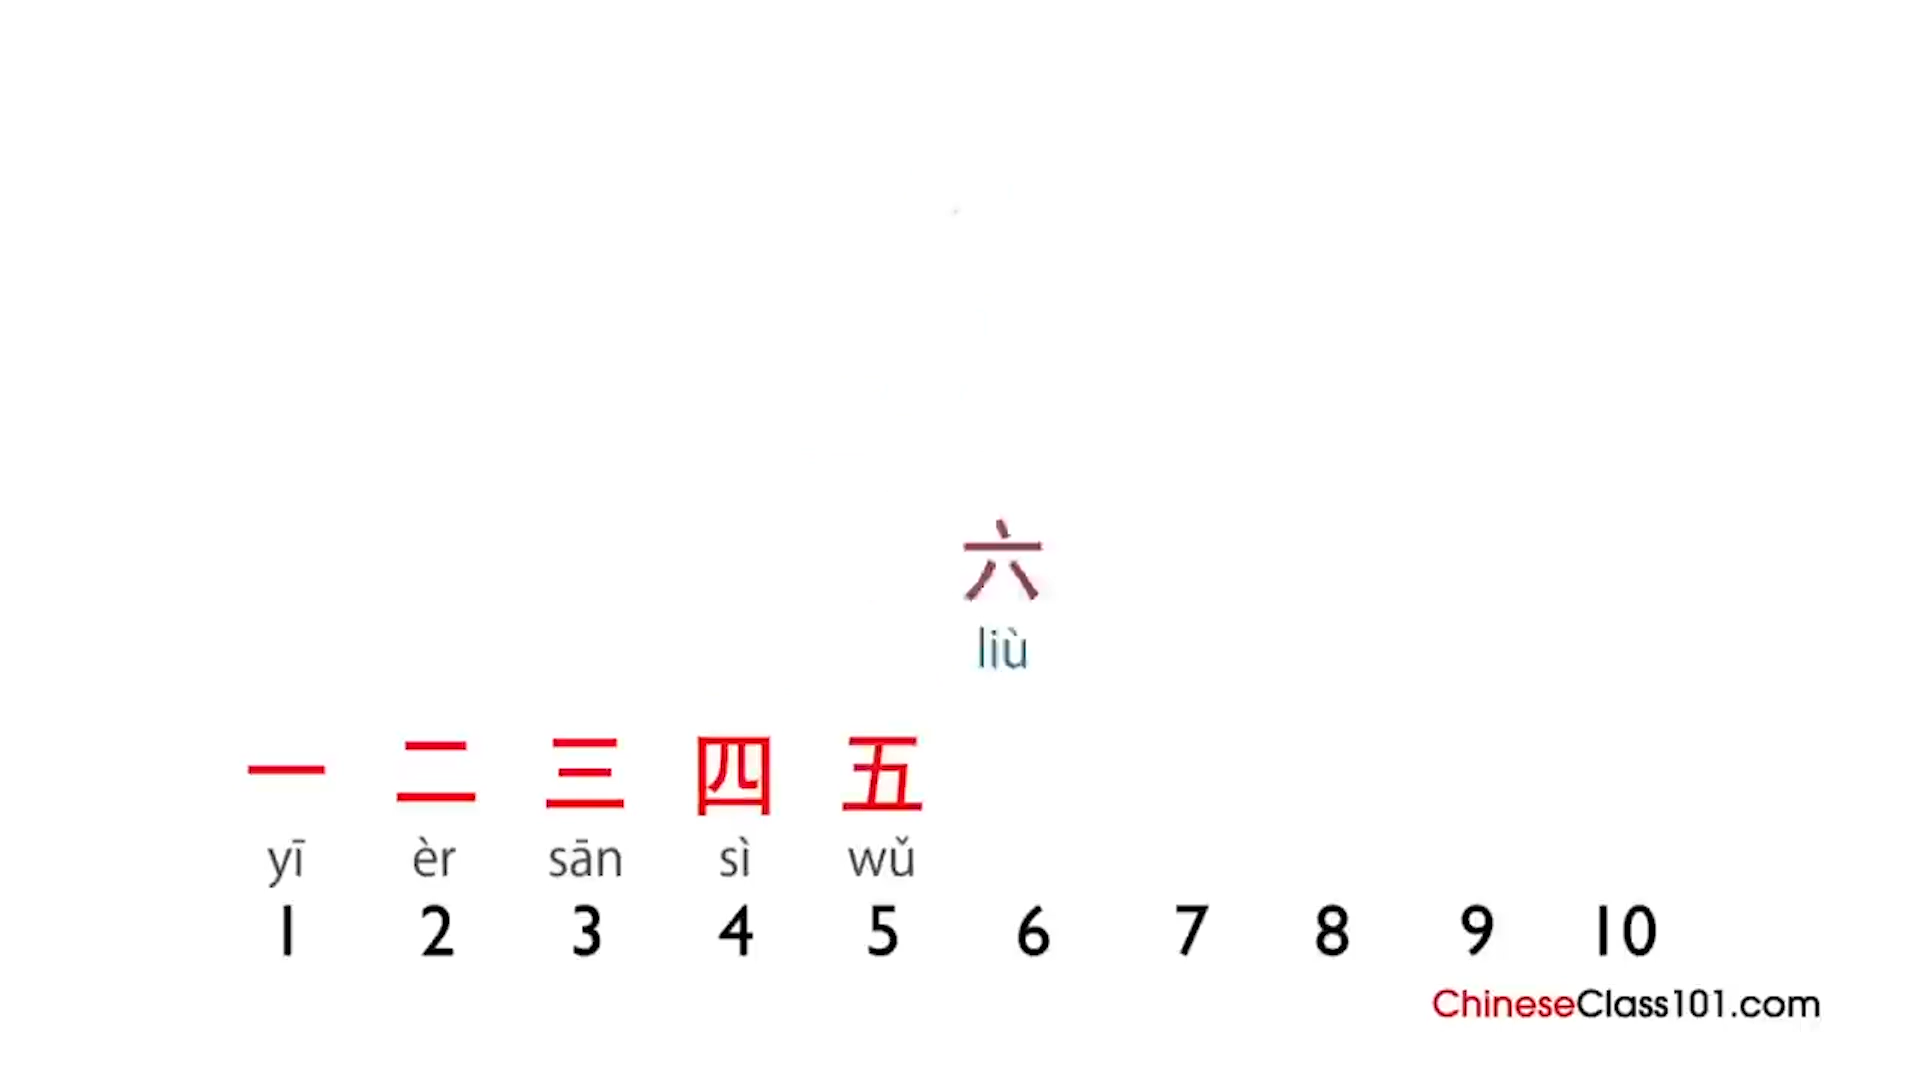 六
liù
一 二 三 四 五
yī èr sān sì wǔ
1 2 3 4 5 6 7 8 9 10
ChineseClass101.com